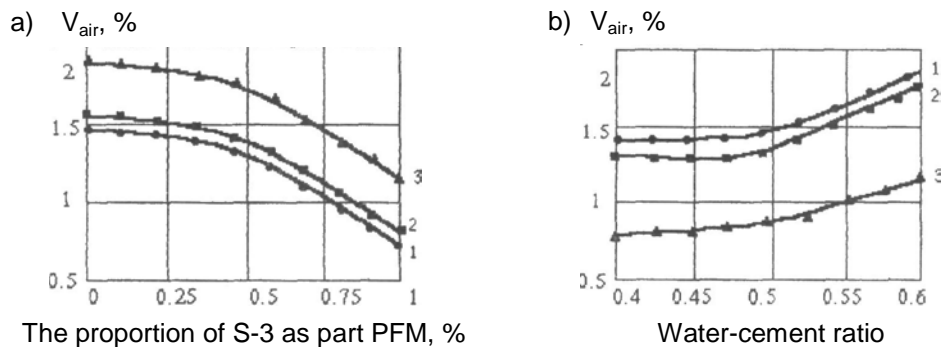 a) V_air, %
2
1.5
1
0.5
3
2
1
0 0.25 0.5 0.75 1
The proportion of S-3 as part PFM, %
b) V_air, %
2
1.5
1
0.5
1
2
3
0.4 0.45 0.5 0.55 0.6
Water-cement ratio